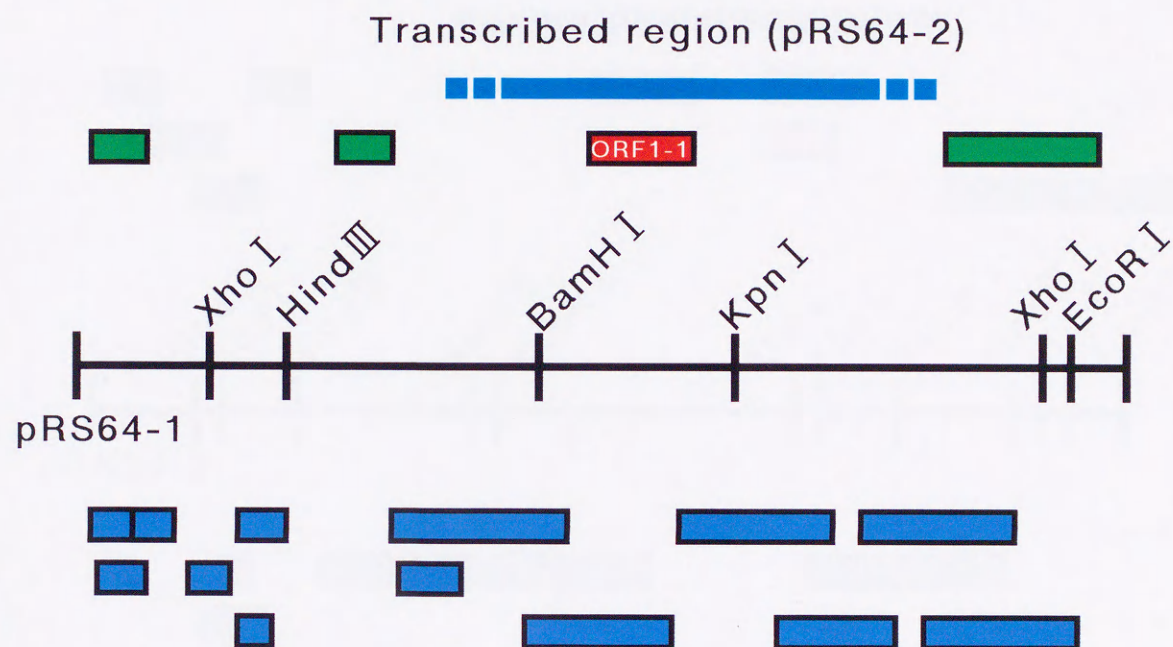 Transcribed region (pRS64-2)
ORF1-1
Xho I
Hind III
BamH I
Kpn I
Xho I
EcoR I
pRS64-1